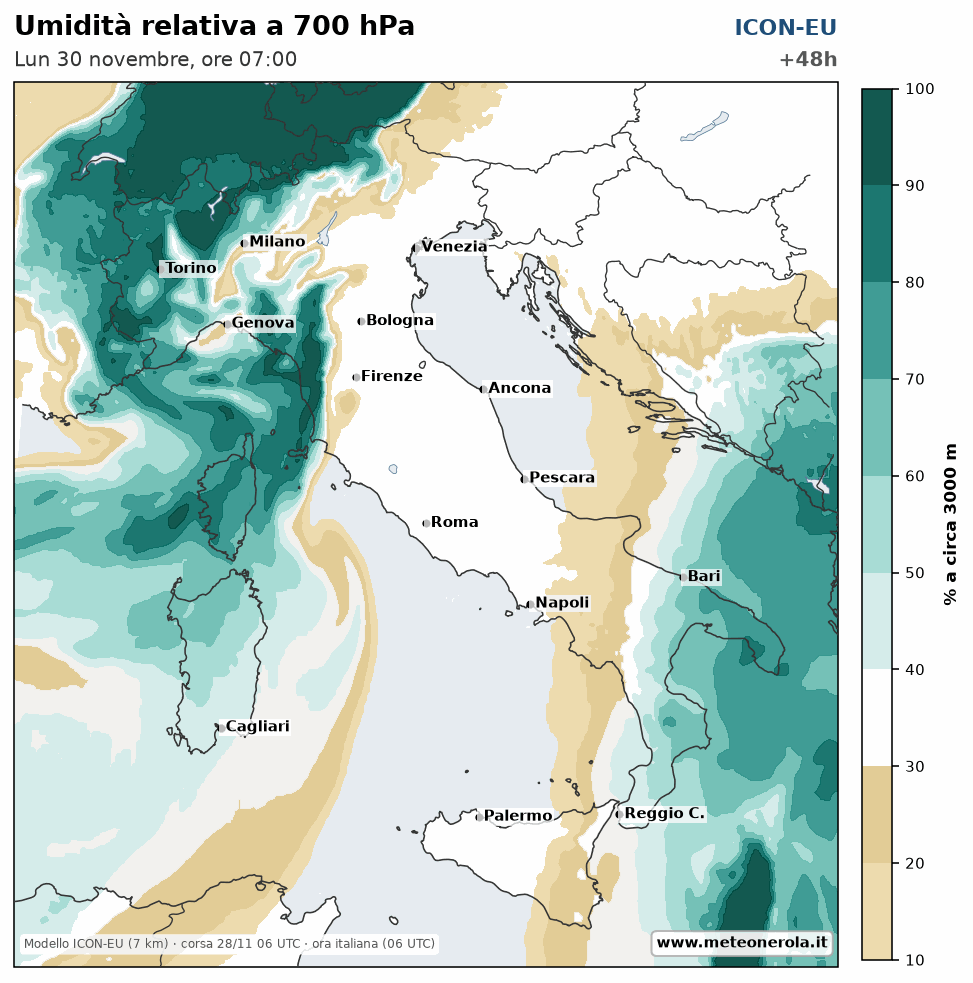 Umidità relativa a 700 hPa
ICON-EU
Lun 30 novembre, ore 07:00
+48h
Milano
Venezia
Torino
Genova
Bologna
Firenze
Ancona
Pescara
Roma
Bari
Napoli
Cagliari
Palermo
Reggio C.
100
90
80
70
60
50
40
30
20
10
% a circa 3000 m
Modello ICON-EU (7 km) · corsa 28/11 06 UTC · ora italiana (06 UTC)
www.meteonerola.it